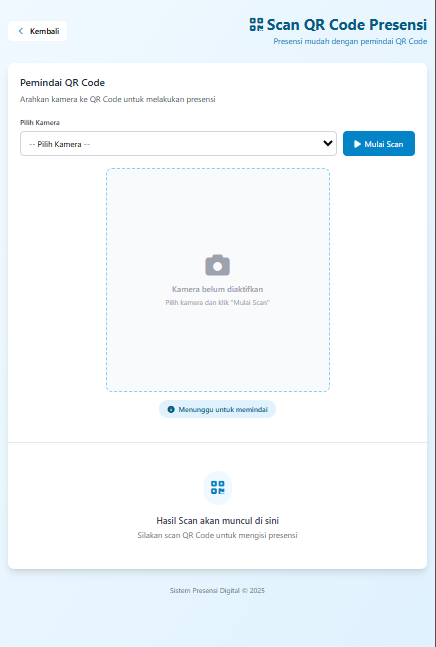 Kembali
Scan QR Code Presensi
Presensi mudah dengan pemindai QR Code
Pemindai QR Code
Arahkan kamera ke QR Code untuk melakukan presensi
Pilih Kamera
-- Pilih Kamera --
Mulai Scan
Kamera belum diaktifkan
Pilih kamera dan klik "Mulai Scan"
Menunggu untuk memindai
Hasil Scan akan muncul di sini
Silakan scan QR Code untuk mengisi presensi
Sistem Presensi Digital © 2025